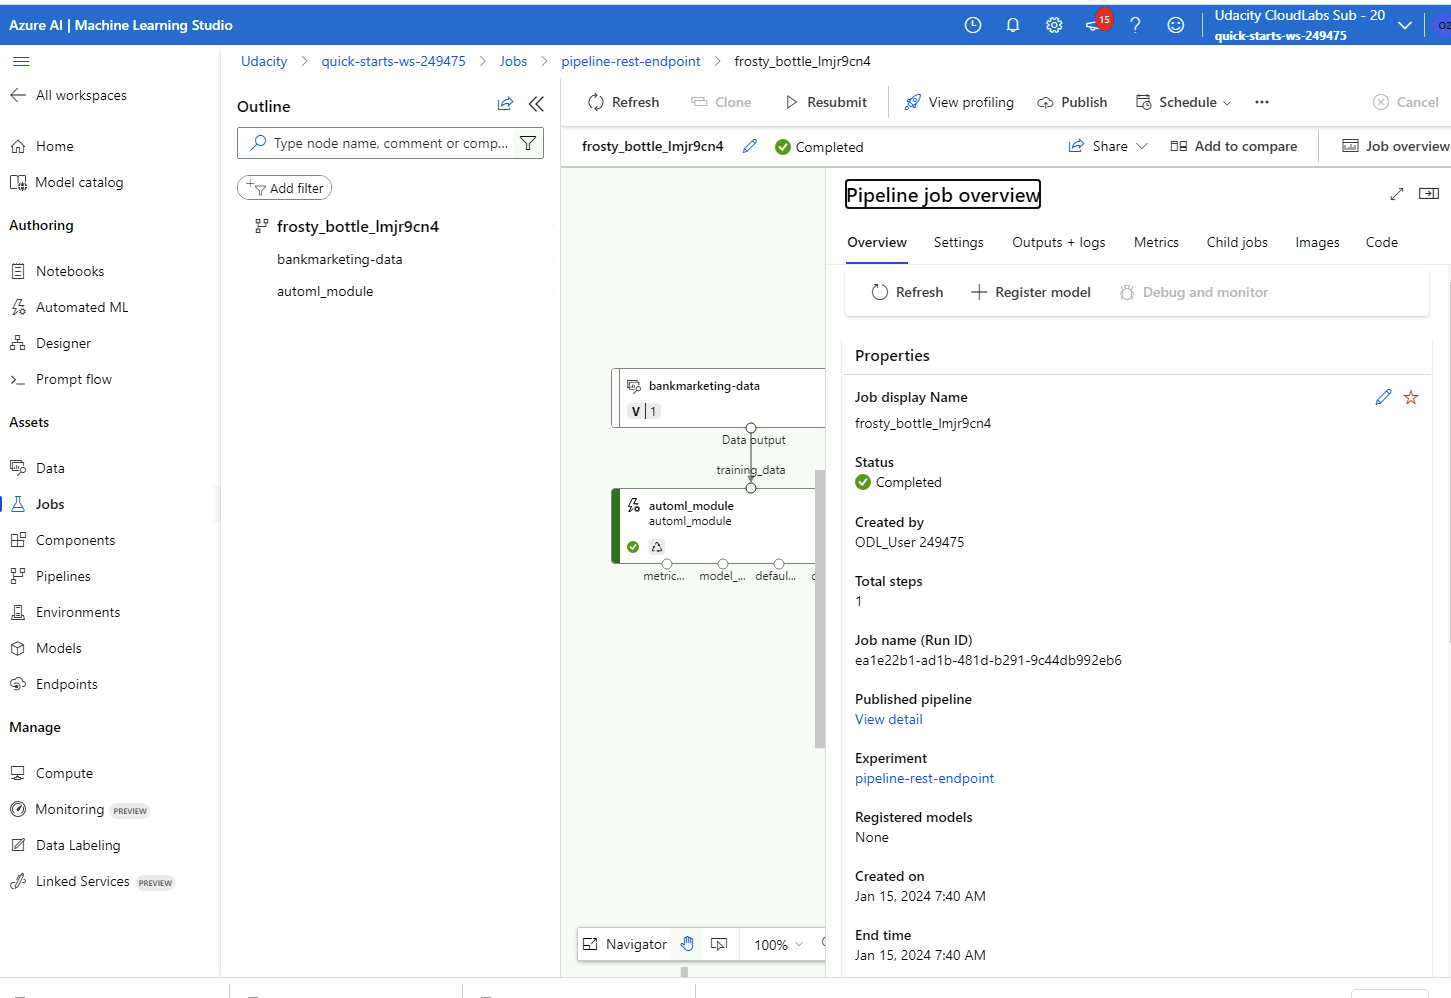 Azure AI | Machine Learning Studio
15
Udacity CloudLabs Sub - 20
quick-starts-ws-249475
All workspaces
Home
Model catalog
Authoring
Notebooks
Automated ML
Designer
Prompt flow
Assets
Data
Jobs
Components
Pipelines
Environments
Models
Endpoints
Manage
Compute
Monitoring PREVIEW
Data Labeling
Linked Services PREVIEW
Udacity > quick-starts-ws-249475 > Jobs > pipeline-rest-endpoint > frosty_bottle_lmjr9cn4
Outline
Type node name, comment or comp...
Add filter
frosty_bottle_lmjr9cn4
bankmarketing-data
automl_module
Refresh Clone Resubmit View profiling Publish Schedule ... Cancel
frosty_bottle_lmjr9cn4 Completed Share Add to compare Job overview
bankmarketing-data
V 1
Data output
training_data
automl_module
automl_module
metric... model_... defaul...
Navigator 100%
Pipeline job overview
Overview Settings Outputs + logs Metrics Child jobs Images Code
Refresh Register model Debug and monitor
Properties
Job display Name
frosty_bottle_lmjr9cn4
Status
Completed
Created by
ODL_User 249475
Total steps
1
Job name (Run ID)
ea1e22b1-ad1b-481d-b291-9c44db992eb6
Published pipeline
View detail
Experiment
pipeline-rest-endpoint
Registered models
None
Created on
Jan 15, 2024 7:40 AM
End time
Jan 15, 2024 7:40 AM